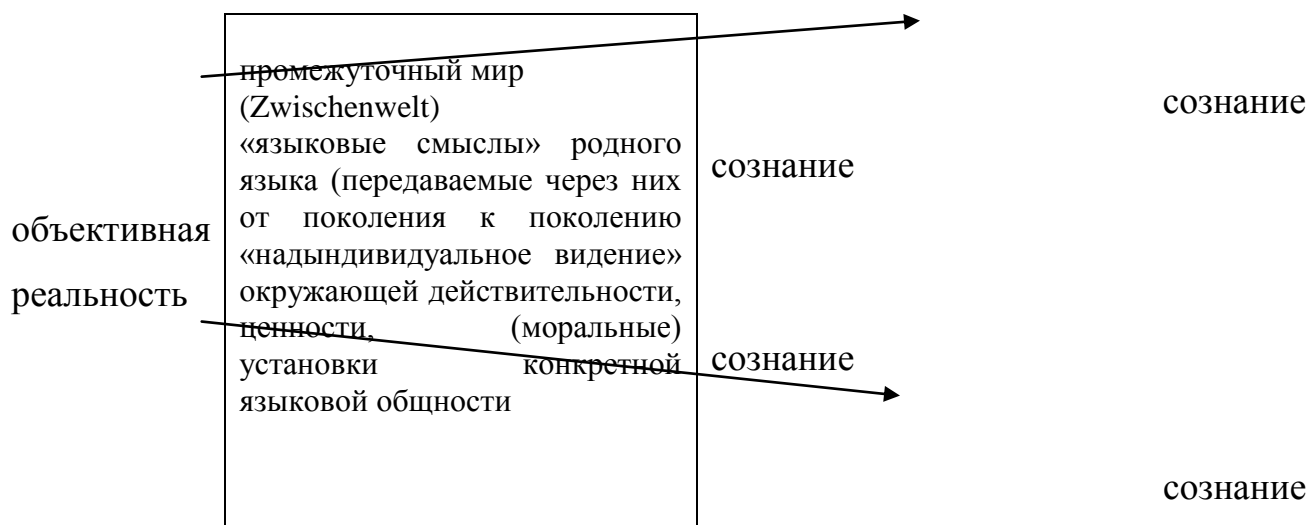 объективная
реальность
промежуточный мир
(Zwischenwelt)
«языковые смыслы» родного
языка (передаваемые через них
от поколения к поколению
«надындивидуальное видение»
окружающей действительности,
ценности, (моральные)
установки конкретной
языковой общности
сознание
сознание
сознание
сознание